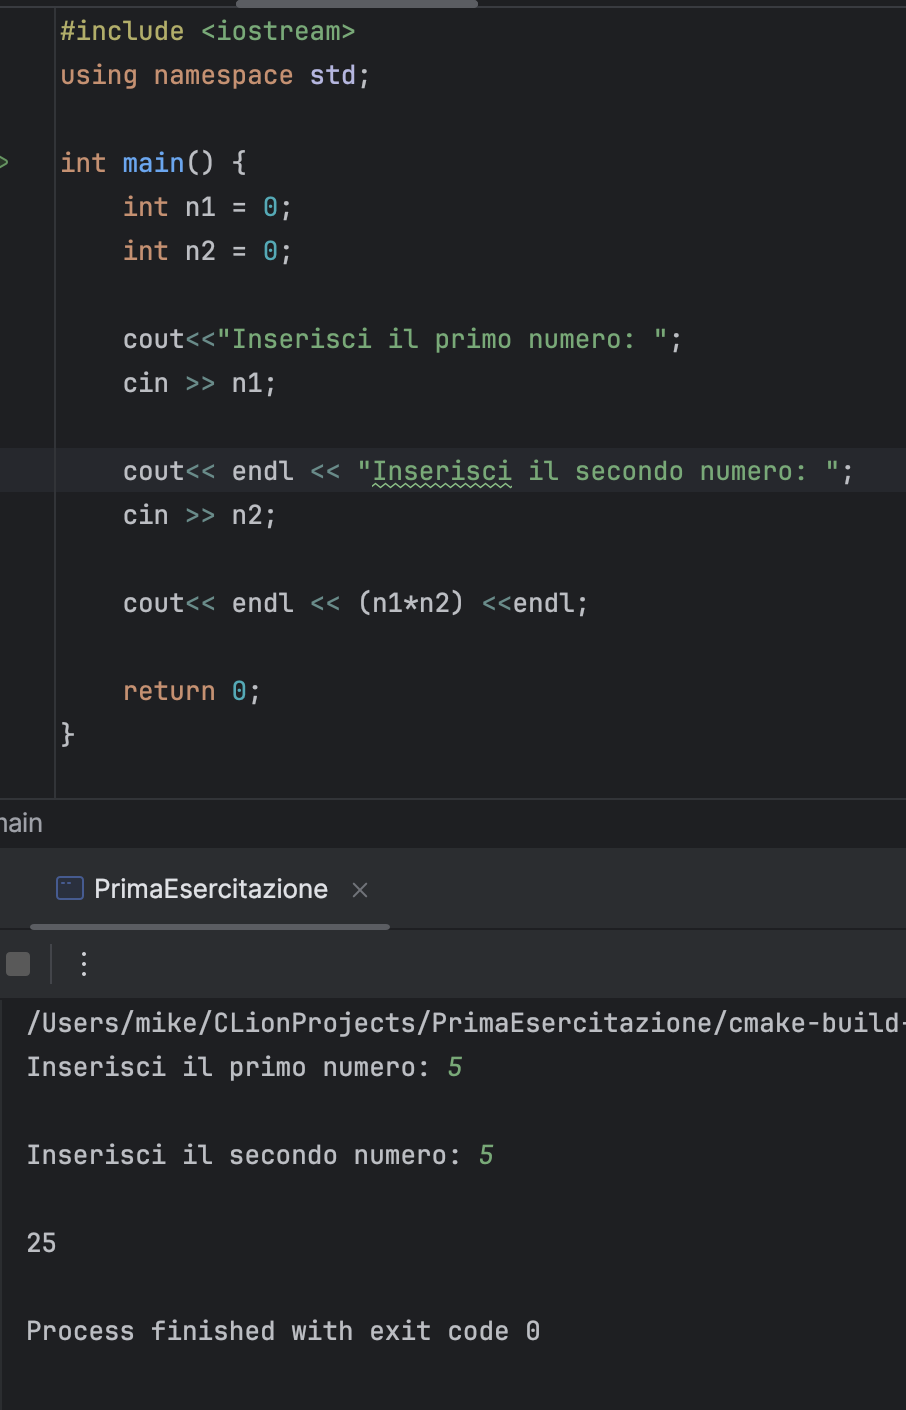 #include <iostream>
using namespace std;
int main() {
int n1 = 0;
int n2 = 0;
cout<<"Inserisci il primo numero: ";
cin >> n1;
cout<< endl << "Inserisci il secondo numero: ";
cin >> n2;
cout<< endl << (n1*n2) <<endl;
return 0;
}
main
PrimaEsercitazione
/Users/mike/CLionProjects/PrimaEsercitazione/cmake-build-
Inserisci il primo numero: 5
Inserisci il secondo numero: 5
25
Process finished with exit code 0